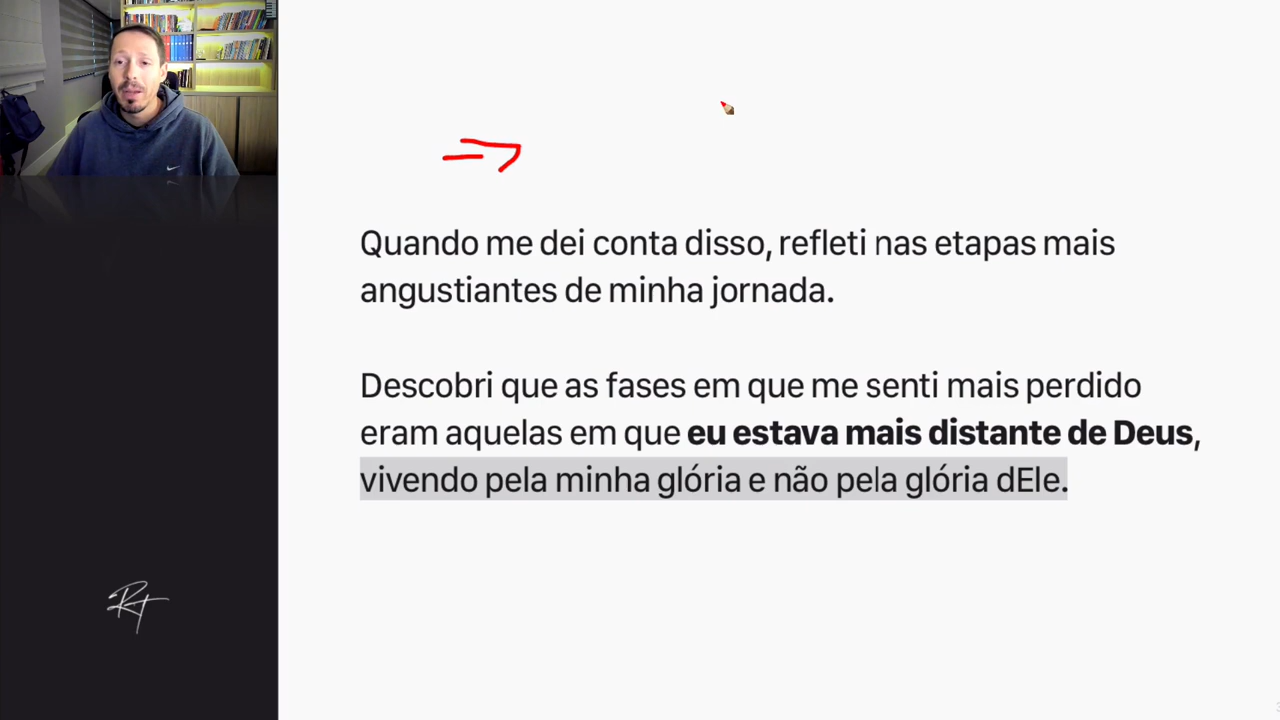 Quando me dei conta disso, refleti nas etapas mais
angustiantes de minha jornada.
Descobri que as fases em que me senti mais perdido
eram aquelas em que eu estava mais distante de Deus,
vivendo pela minha glória e não pela glória dEle.